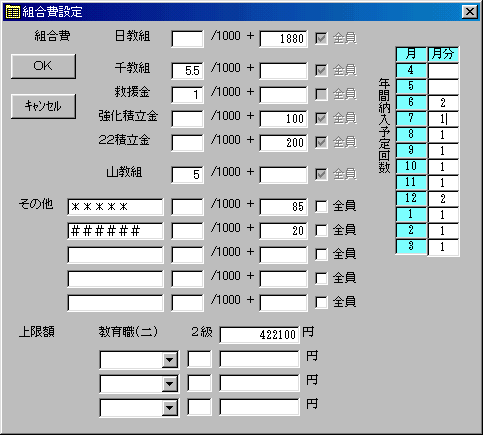 組合費設定
組合費 日教組 /1000 + 1880 全員
OK
千教組 5.5 /1000 + 全員
救援金 1 /1000 + 全員
キャンセル
強化積立金 /1000 + 100 全員
22積立金 /1000 + 200 全員
山教組 5 /1000 + 全員
その他 ***** /1000 + 85 全員
###### /1000 + 20 全員
/1000 + 全員
/1000 + 全員
/1000 + 全員
上限額 教育職(二) 2級 422100 円
円
円
円
年間納入予定回数
月 月分
4
5
6 2
7 1
8 1
9 1
10 1
11 1
12 2
1 1
2 1
3 1